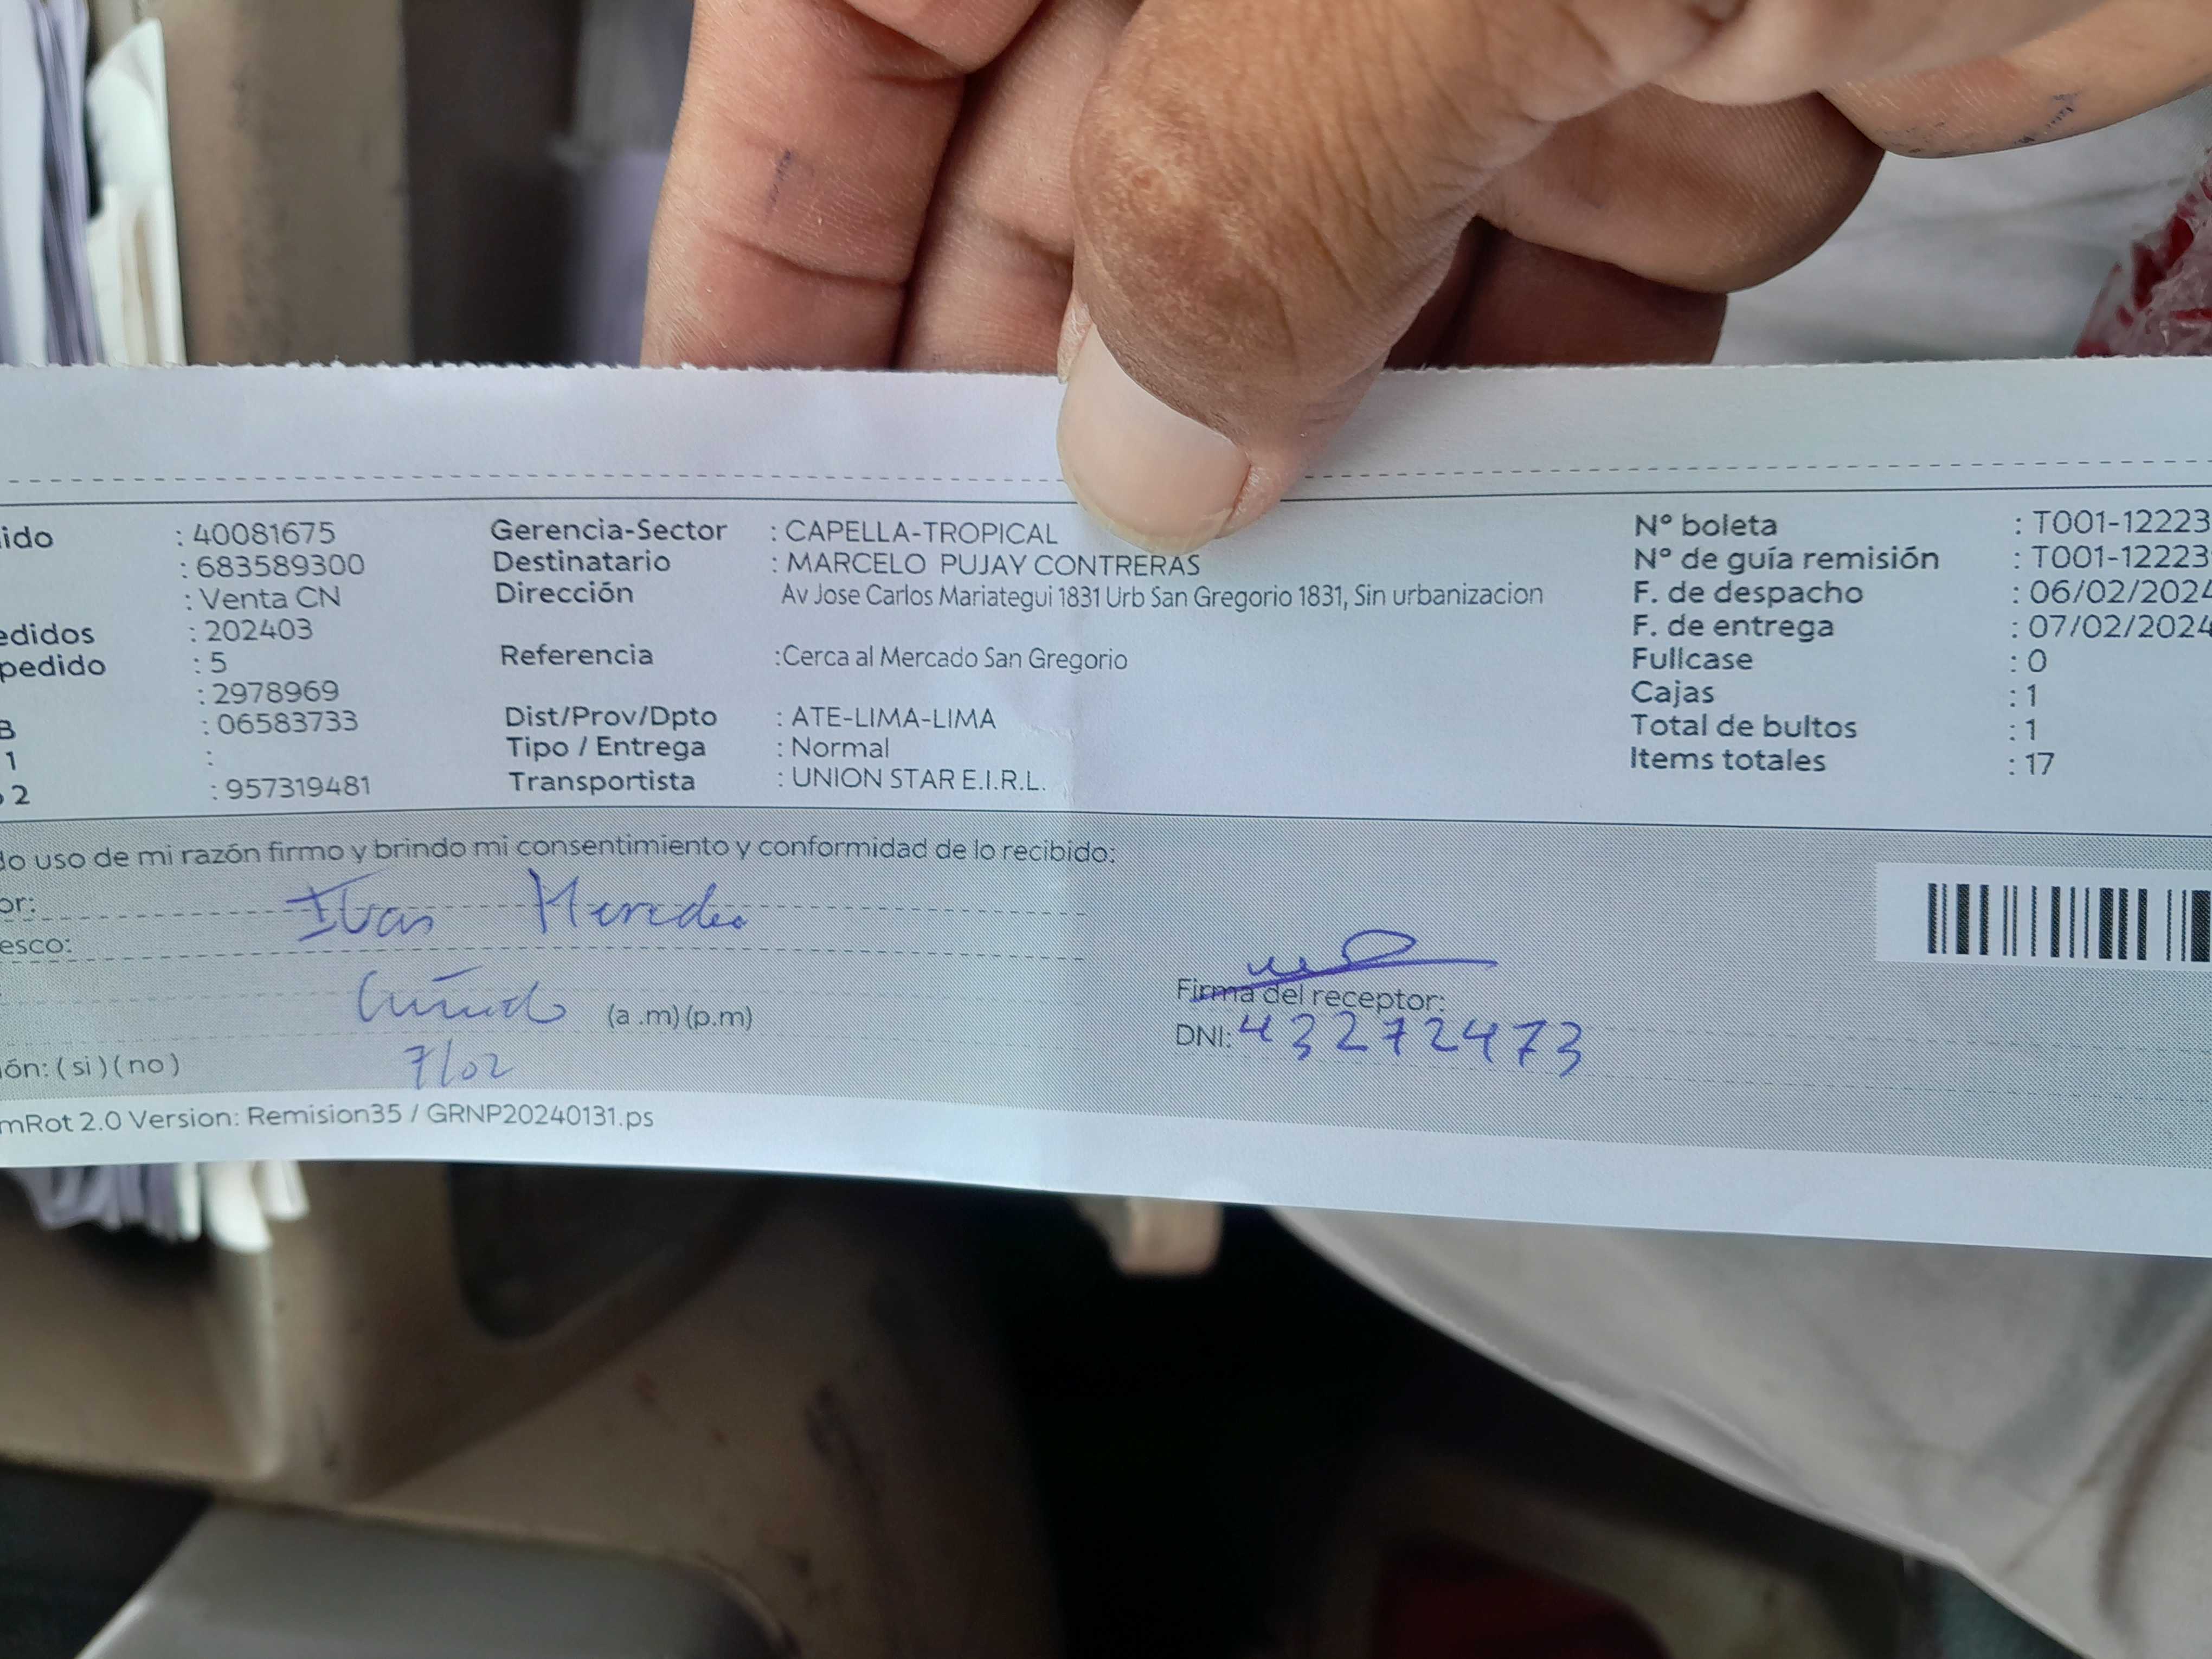 ido : 40081675 Gerencia-Sector : CAPELLA-TROPICAL Nº boleta : T001-12223
: 683589300 Destinatario : MARCELO PUJAY CONTRERAS Nº de guía remisión : T001-12223
: Venta CN Dirección Av Jose Carlos Mariategui 1831 Urb San Gregorio 1831, Sin urbanizacion F. de despacho : 06/02/2024
edidos : 202403 F. de entrega : 07/02/2024
pedido : 5 Referencia :Cerca al Mercado San Gregorio Fullcase : 0
: 2978969 Cajas : 1
B : 06583733 Dist/Prov/Dpto : ATE-LIMA-LIMA Total de bultos : 1
1 : Tipo / Entrega : Normal Items totales : 17
2 : 957319481 Transportista : UNION STAR E.I.R.L.
do uso de mi razón firmo y brindo mi consentimiento y conformidad de lo recibido:
or: Ivan
esco:
Cuñado (a .m) (p.m) Firma del receptor:
DNI: 43272473
ón: ( si ) ( no ) 7/02
mRot 2.0 Version: Remision35 / GRNP20240131.ps